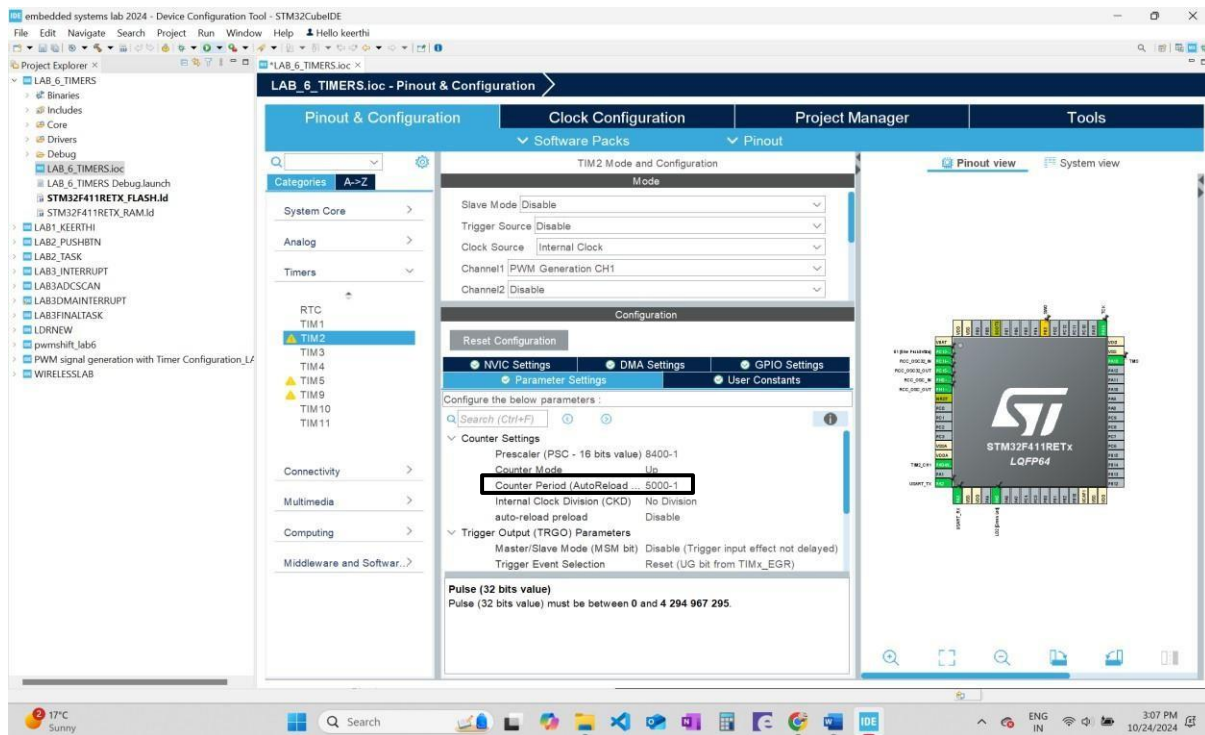 embedded systems lab 2024 - Device Configuration Tool - STM32CubeIDE
File Edit Navigate Search Project Run Window Help Hello keerthi
Project Explorer
*LAB_6_TIMERS.ioc
LAB_6_TIMERS
Binaries
Includes
Core
Drivers
Debug
LAB_6_TIMERS.ioc
LAB_6_TIMERS Debug.launch
STM32F411RETX_FLASH.ld
STM32F411RETX_RAM.ld
LAB1_KEERTHI
LAB2_PUSHBTN
LAB2_TASK
LAB3_INTERRUPT
LAB3ADCSCAN
LAB3DMAINTERRUPT
LAB3FINALTASK
LDRNEW
pwmshift_lab6
PWM signal generation with Timer Configuration_LA
WIRELESSLAB
LAB_6_TIMERS.ioc - Pinout & Configuration
Pinout & Configuration
Clock Configuration
Project Manager
Tools
Software Packs
Pinout
Categories
A->Z
System Core
Analog
Timers
RTC
TIM1
TIM2
TIM3
TIM4
TIM5
TIM9
TIM10
TIM11
Connectivity
Multimedia
Computing
Middleware and Softwar..
TIM2 Mode and Configuration
Mode
Slave Mode Disable
Trigger Source Disable
Clock Source Internal Clock
Channel1 PWM Generation CH1
Channel2 Disable
Configuration
Reset Configuration
NVIC Settings
DMA Settings
GPIO Settings
Parameter Settings
User Constants
Configure the below parameters :
Search (Ctrl+F)
Counter Settings
Prescaler (PSC - 16 bits value) 8400-1
Counter Mode Up
Counter Period (AutoReload ... 5000-1
Internal Clock Division (CKD) No Division
auto-reload preload Disable
Trigger Output (TRGO) Parameters
Master/Slave Mode (MSM bit) Disable (Trigger input effect not delayed)
Trigger Event Selection Reset (UG bit from TIMx_EGR)
Pulse (32 bits value)
Pulse (32 bits value) must be between 0 and 4 294 967 295.
Pinout view
System view
STM32F411RETx
LQFP64
17°C
Sunny
Search
ENG
IN
3:07 PM
10/24/2024